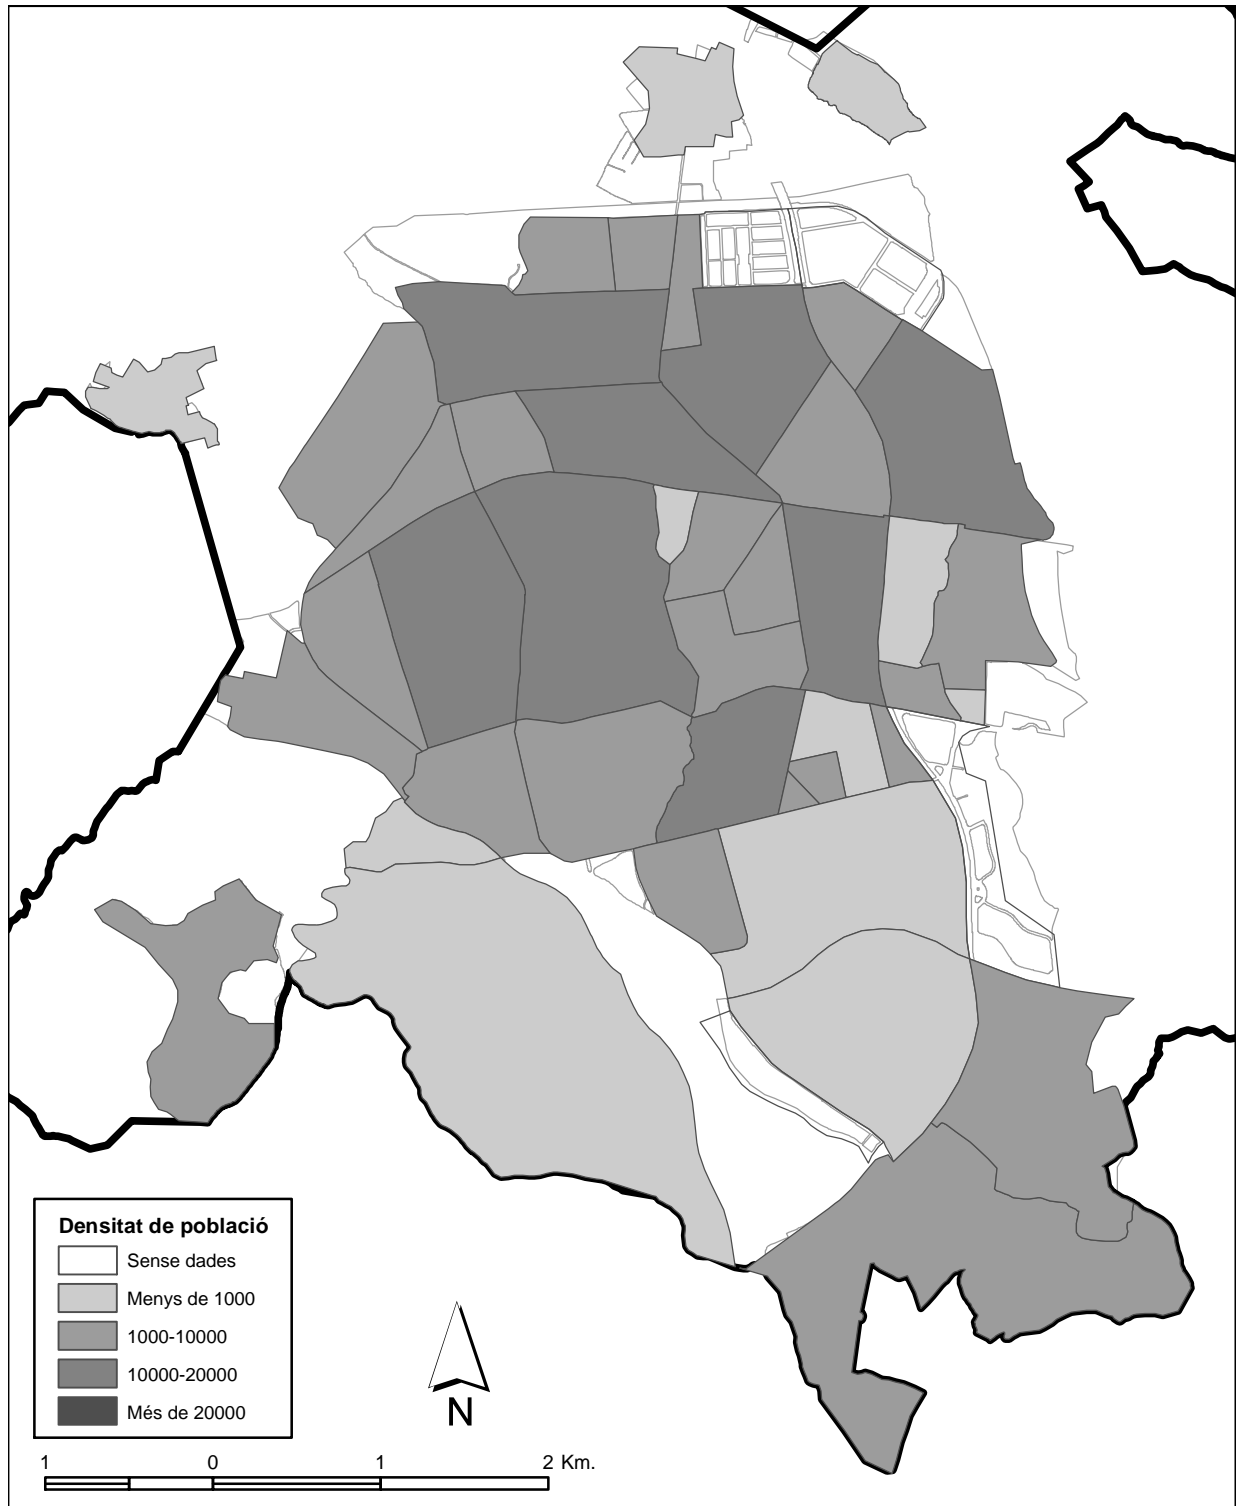 Densitat de població
Sense dades
Menys de 1000
1000-10000
10000-20000
Més de 20000
N
1 0 1 2 Km.